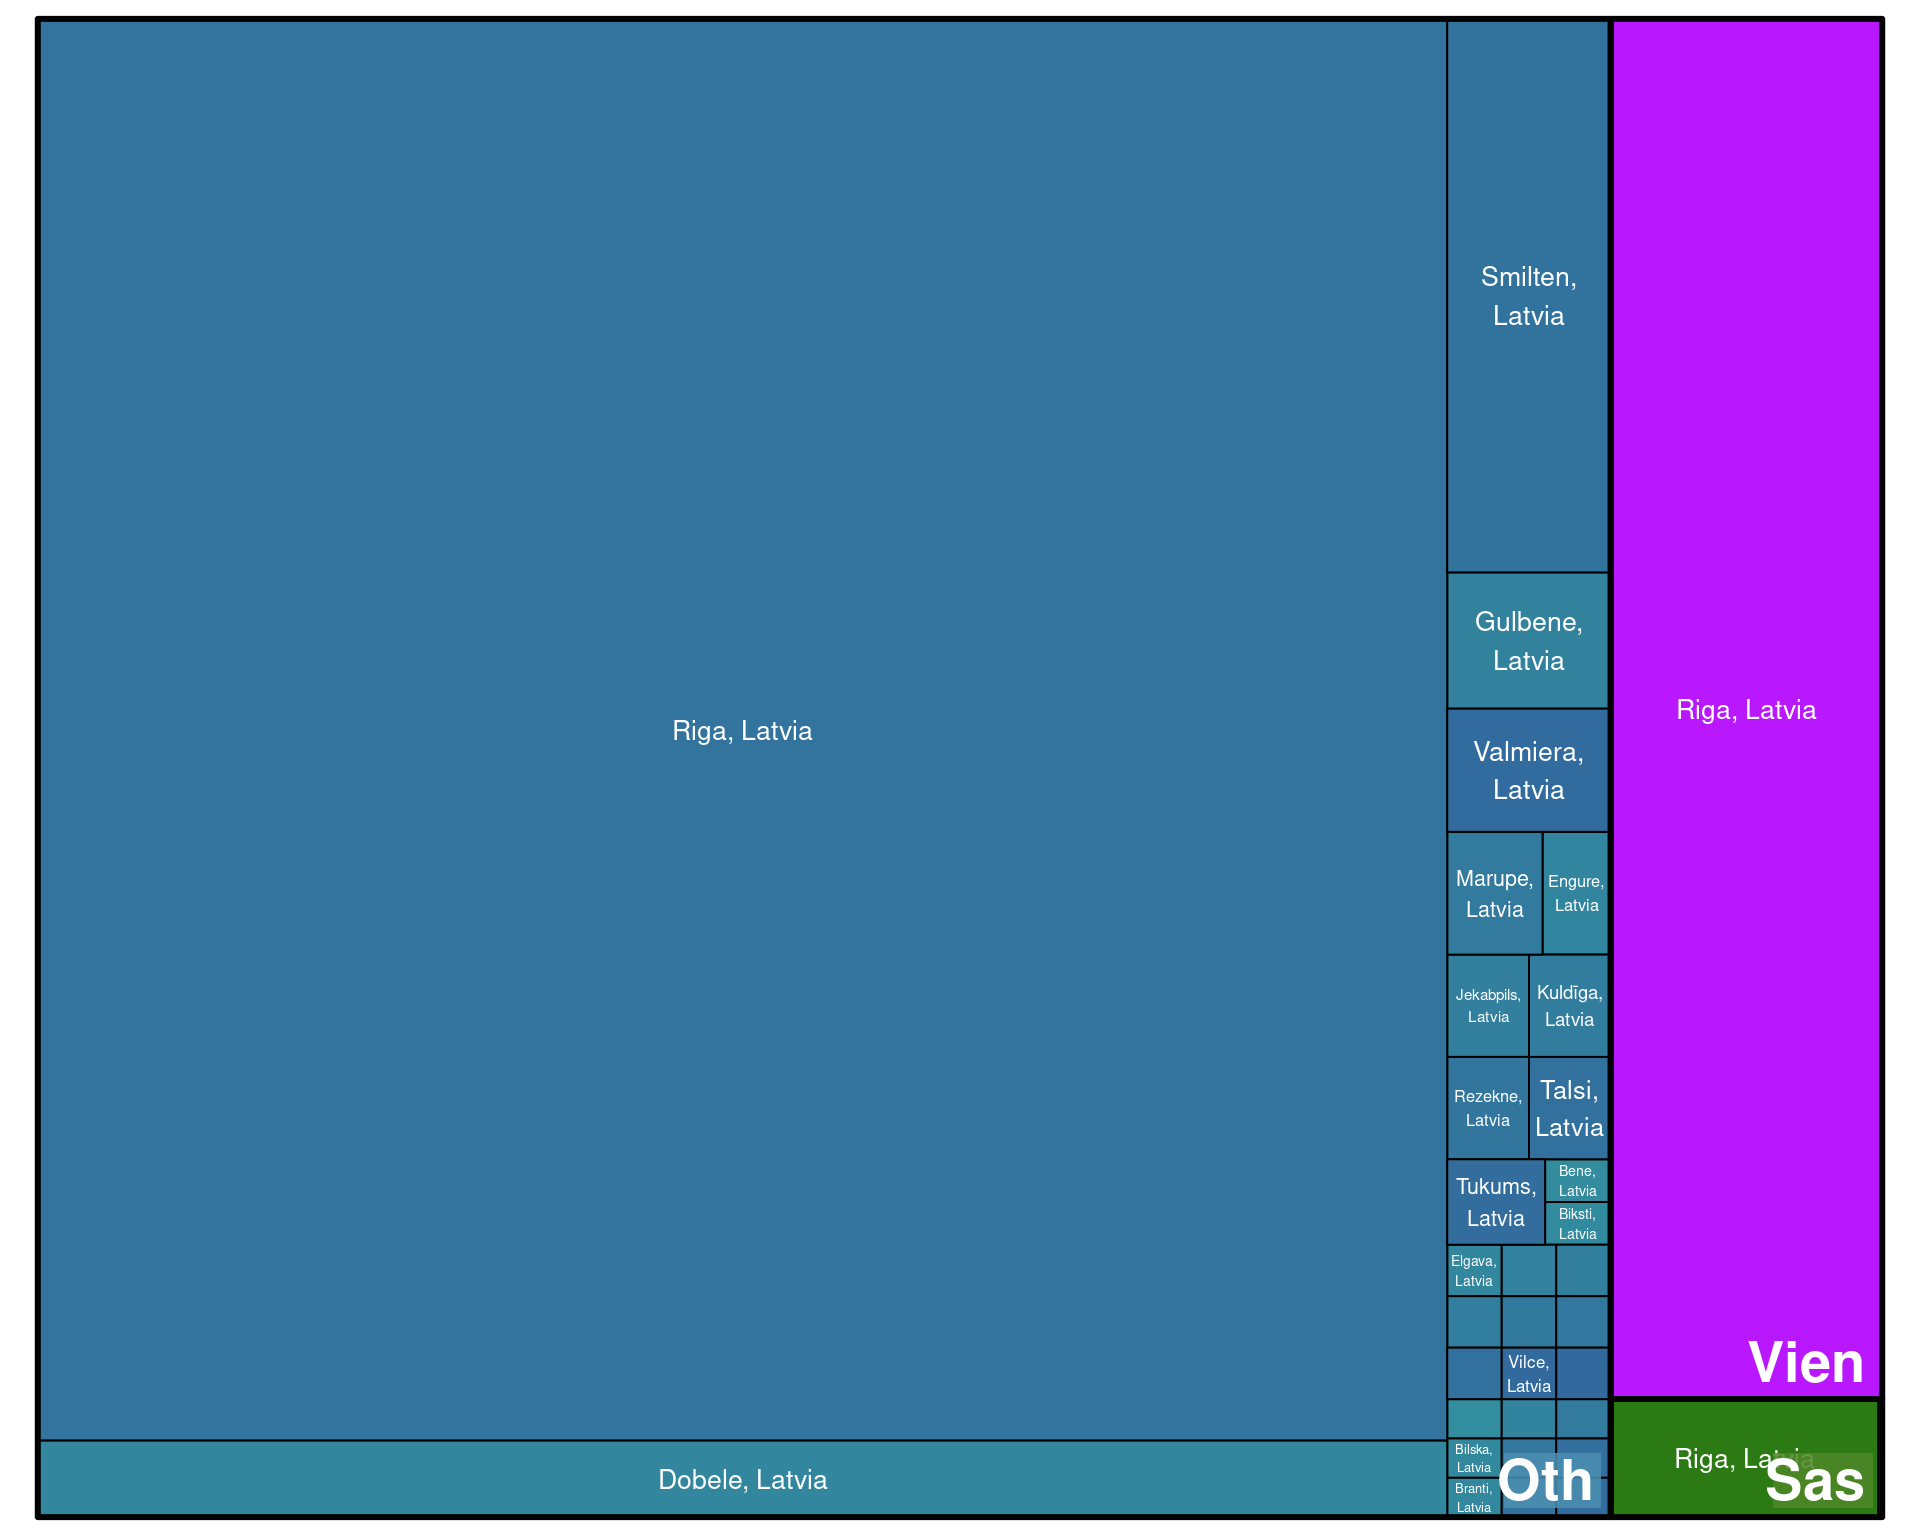 Riga, Latvia
Dobele, Latvia
Smilten,
Latvia
Gulbene,
Latvia
Valmiera,
Latvia
Marupe,
Latvia
Engure,
Latvia
Jekabpils,
Latvia
Kuldīga,
Latvia
Rezekne,
Latvia
Talsi,
Latvia
Tukums,
Latvia
Bene,
Latvia
Biksti,
Latvia
Elgava,
Latvia
Vilce,
Latvia
Bilska,
Latvia
Branti,
Latvia
Oth
Riga, Latvia
Vien
Riga, Latvia
Sas